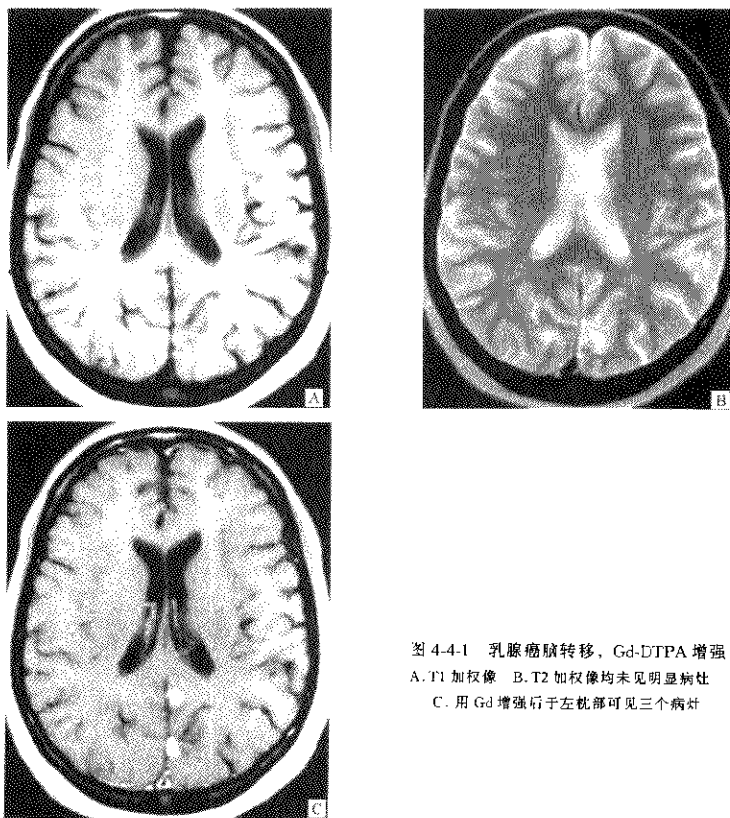 A
B
C
图 4-4-1 乳腺癌脑转移，Gd-DTPA 增强
A. T1 加权像 B. T2 加权像均未见明显病灶
C. 用 Gd 增强后于左枕部可见三个病灶